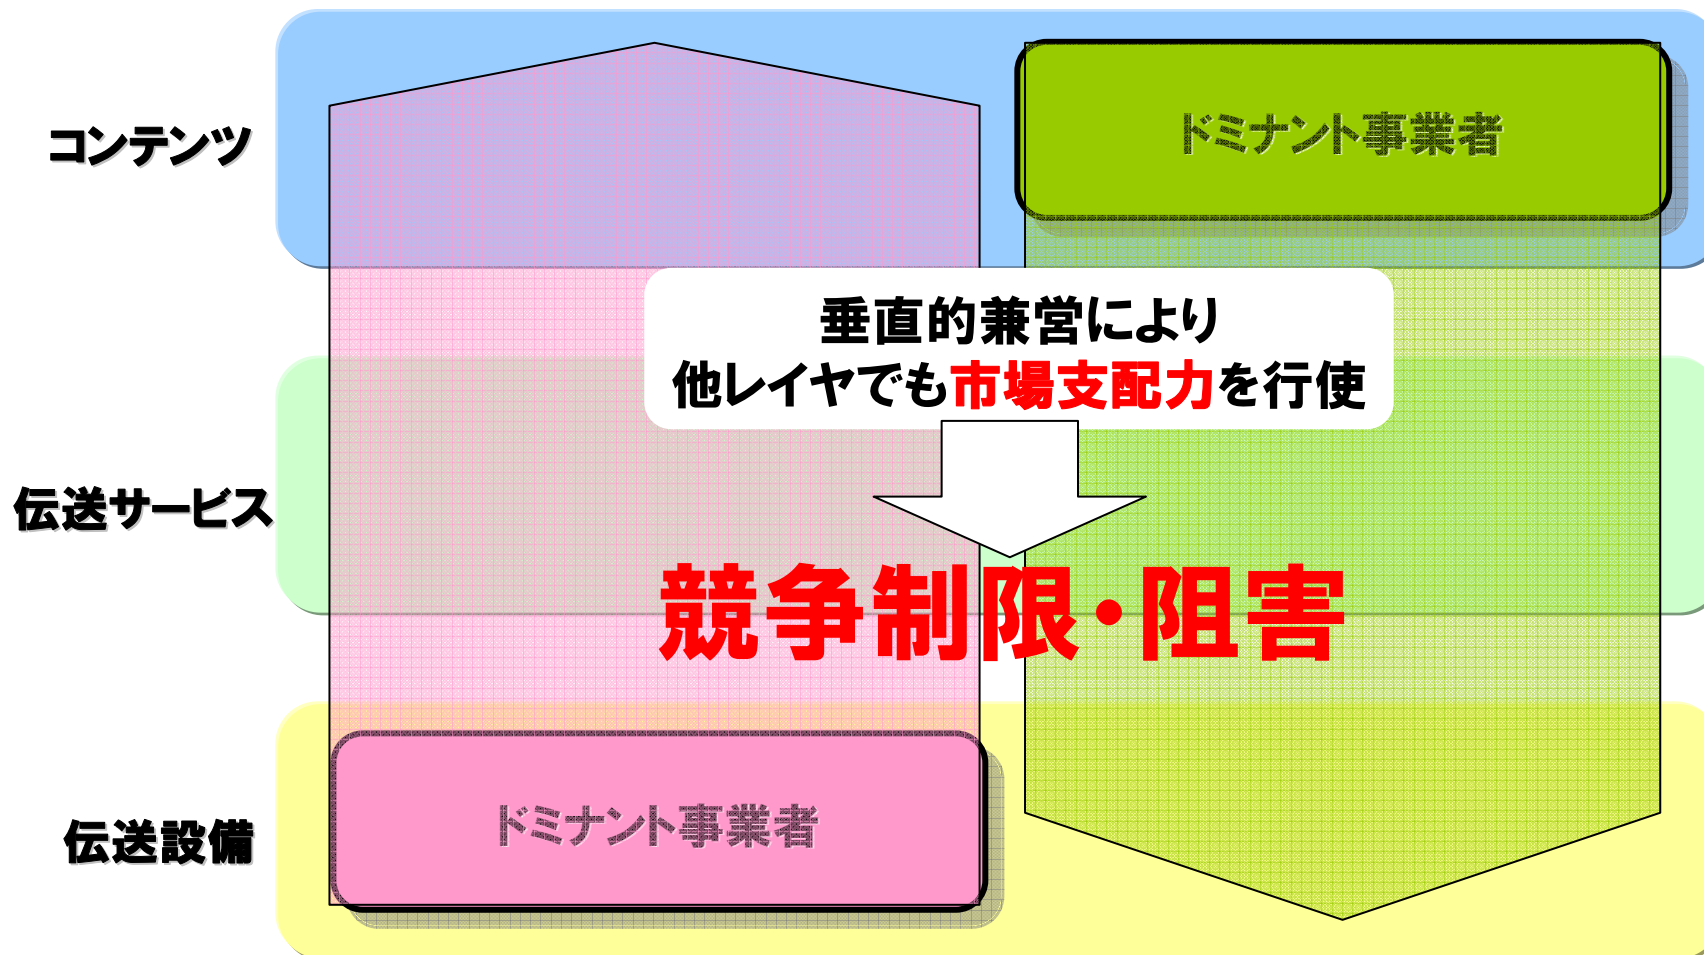 コンテンツ
ドミナント事業者
垂直的兼営により
他レイヤでも市場支配力を行使
伝送サービス
競争制限・阻害
伝送設備
ドミナント事業者